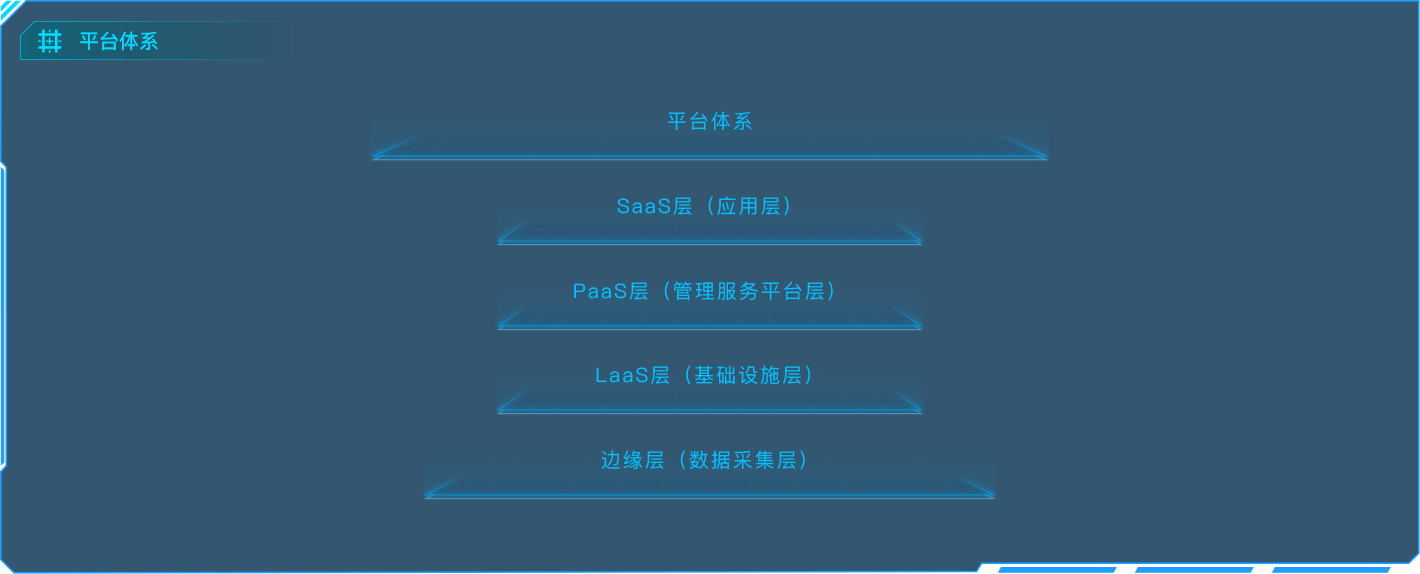 平台体系
平台体系
SaaS层（应用层）
PaaS层（管理服务平台层）
LaaS层（基础设施层）
边缘层（数据采集层）